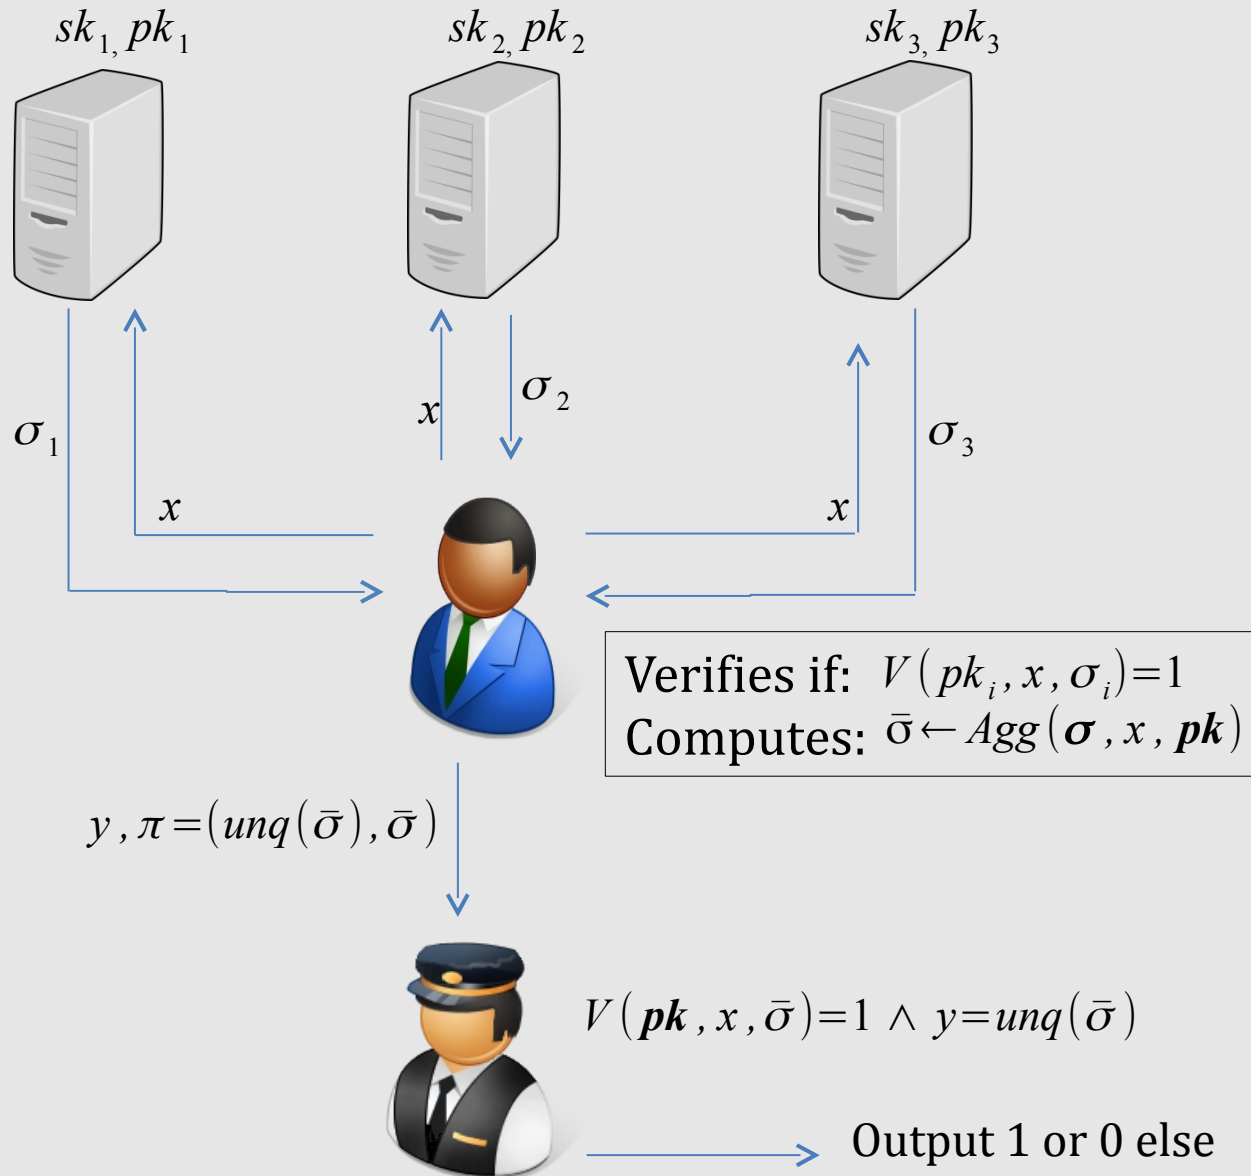 sk₁, pk₁
sk₂, pk₂
sk₃, pk₃
σ₁
x
x
σ₂
x
σ₃
Verifies if: V(pkᵢ, x, σᵢ)=1
Computes: σ̄ ← Agg(σ, x, pk)
y, π=(unq(σ̄), σ̄)
V(pk, x, σ̄)=1 ∧ y=unq(σ̄)
Output 1 or 0 else